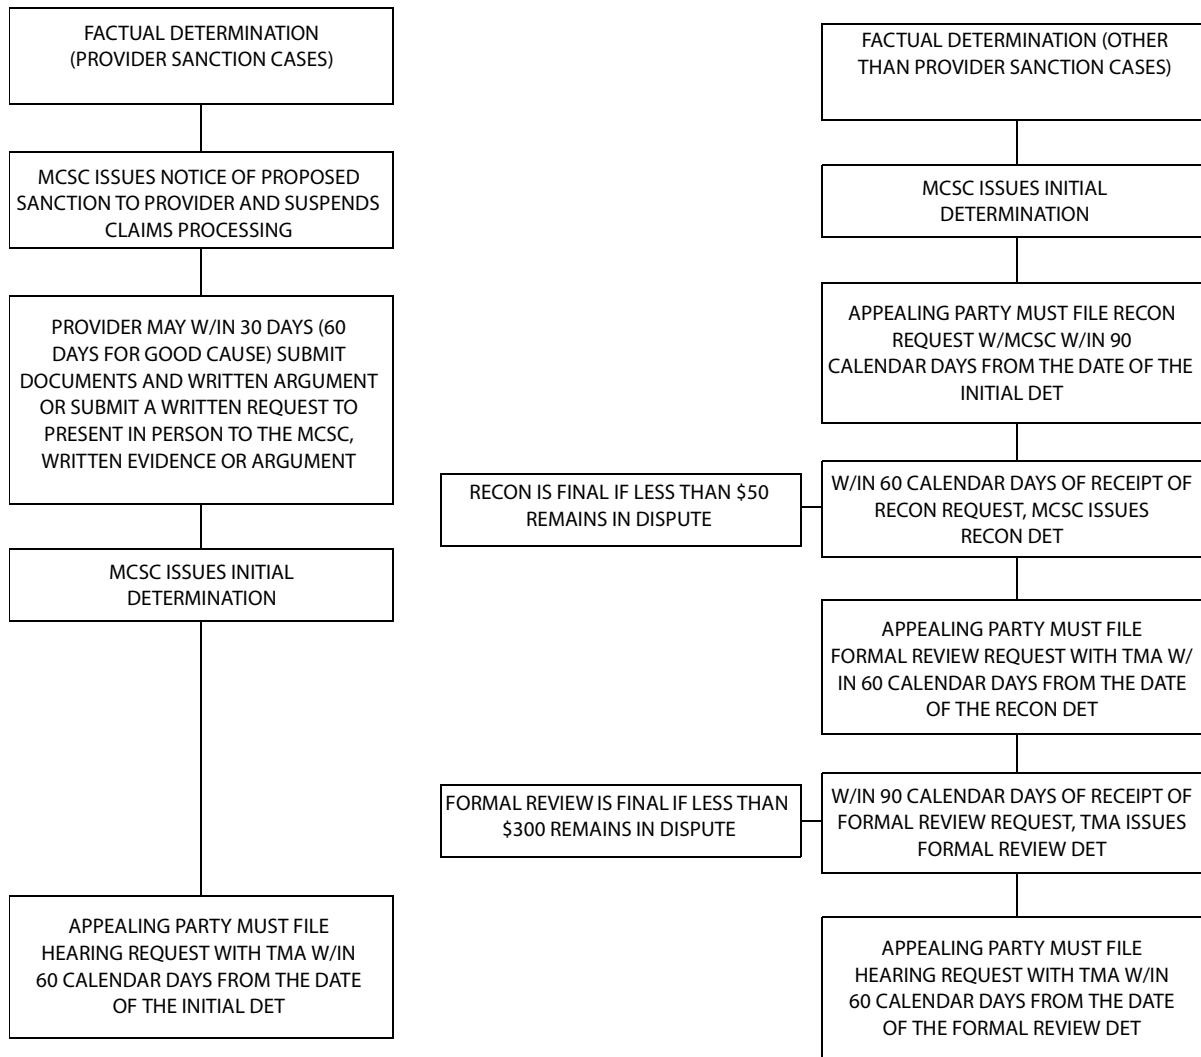 FACTUAL DETERMINATION
(PROVIDER SANCTION CASES)
MCSC ISSUES NOTICE OF PROPOSED
SANCTION TO PROVIDER AND SUSPENDS
CLAIMS PROCESSING
PROVIDER MAY W/IN 30 DAYS (60
DAYS FOR GOOD CAUSE) SUBMIT
DOCUMENTS AND WRITTEN ARGUMENT
OR SUBMIT A WRITTEN REQUEST TO
PRESENT IN PERSON TO THE MCSC,
WRITTEN EVIDENCE OR ARGUMENT
MCSC ISSUES INITIAL
DETERMINATION
APPEALING PARTY MUST FILE
HEARING REQUEST WITH TMA W/IN
60 CALENDAR DAYS FROM THE DATE
OF THE INITIAL DET
FACTUAL DETERMINATION (OTHER
THAN PROVIDER SANCTION CASES)
MCSC ISSUES INITIAL
DETERMINATION
APPEALING PARTY MUST FILE RECON
REQUEST W/MCSC W/IN 90
CALENDAR DAYS FROM THE DATE OF THE
INITIAL DET
RECON IS FINAL IF LESS THAN $50
REMAINS IN DISPUTE
W/IN 60 CALENDAR DAYS OF RECEIPT OF
RECON REQUEST, MCSC ISSUES
RECON DET
APPEALING PARTY MUST FILE
FORMAL REVIEW REQUEST WITH TMA W/
IN 60 CALENDAR DAYS FROM THE DATE
OF THE RECON DET
FORMAL REVIEW IS FINAL IF LESS THAN
$300 REMAINS IN DISPUTE
W/IN 90 CALENDAR DAYS OF RECEIPT OF
FORMAL REVIEW REQUEST, TMA ISSUES
FORMAL REVIEW DET
APPEALING PARTY MUST FILE
HEARING REQUEST WITH TMA W/IN
60 CALENDAR DAYS FROM THE DATE
OF THE FORMAL REVIEW DET